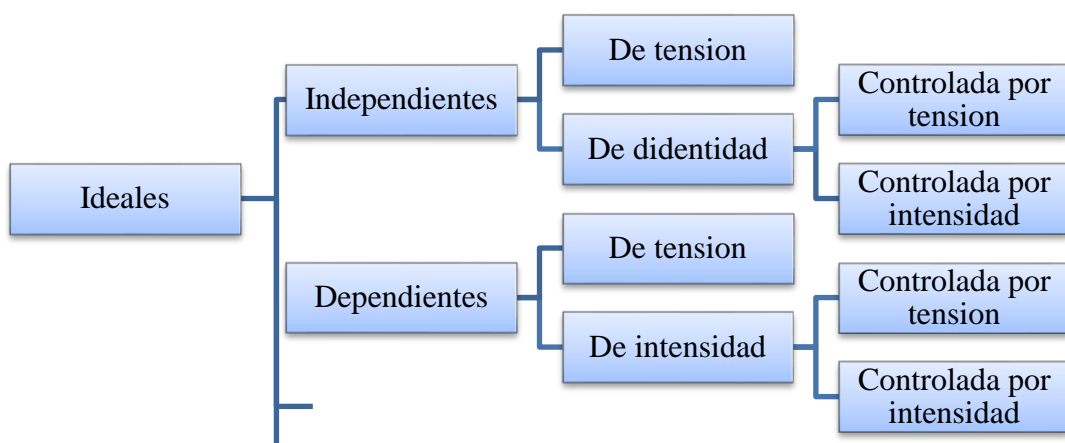 Ideales
Independientes
De tension
De didentidad
Controlada por
tension
Controlada por
intensidad
Dependientes
De tension
De intensidad
Controlada por
tension
Controlada por
intensidad